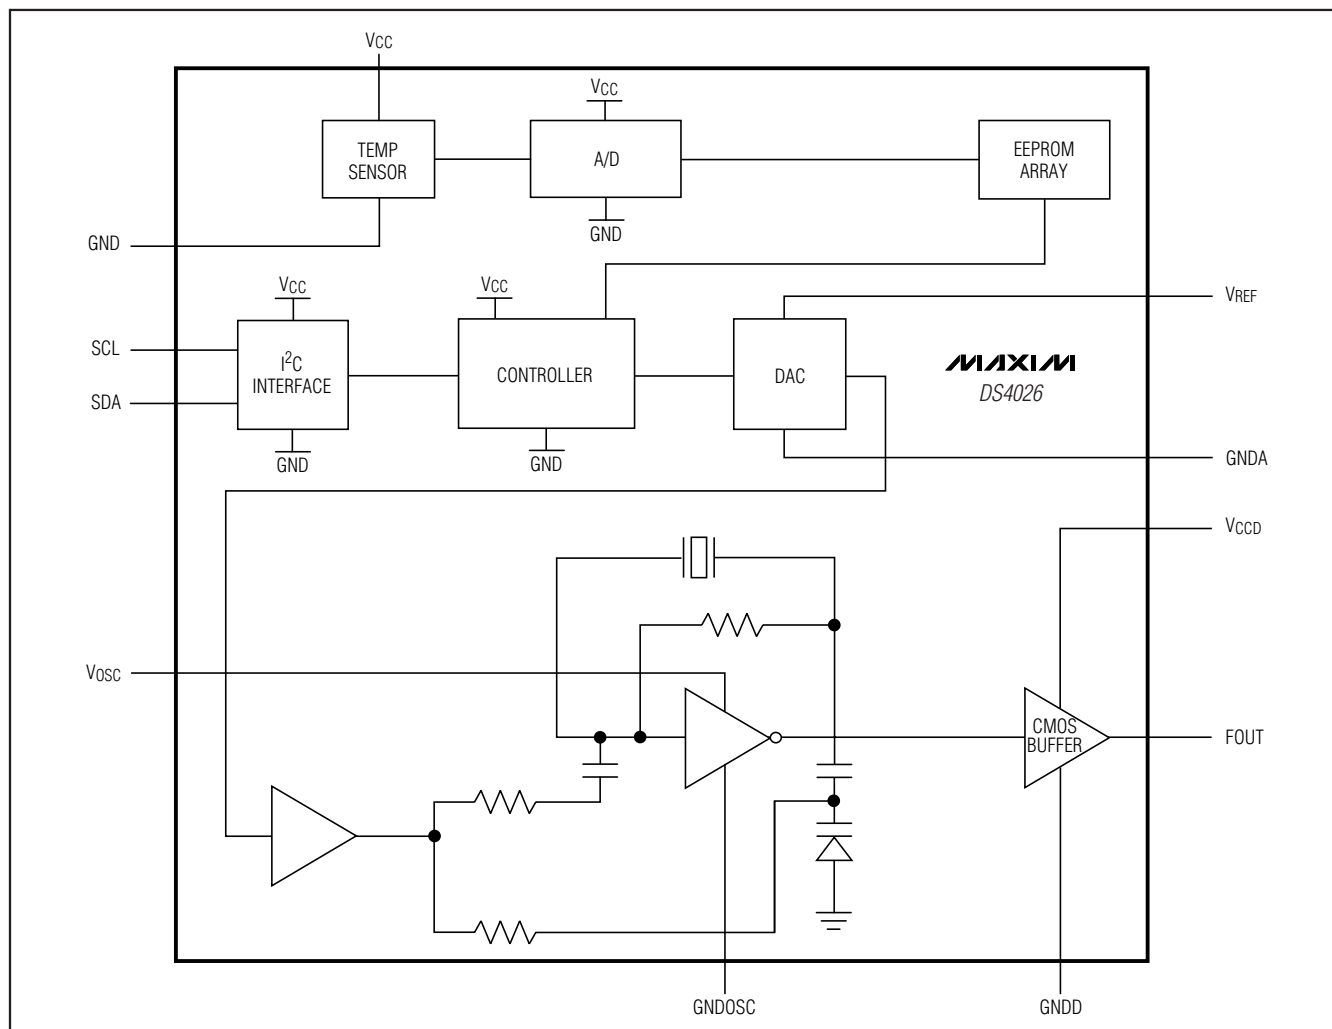 VCC
VCC
TEMP
SENSOR
A/D
EEPROM
ARRAY
GND
GND
VCC
VCC
VREF
SCL
I2C
INTERFACE
CONTROLLER
DAC
MAXIM
DS4026
SDA
GND
GND
GNDA
VCCD
VOSC
CMOS
BUFFER
FOUT
GNDOSC
GNDD